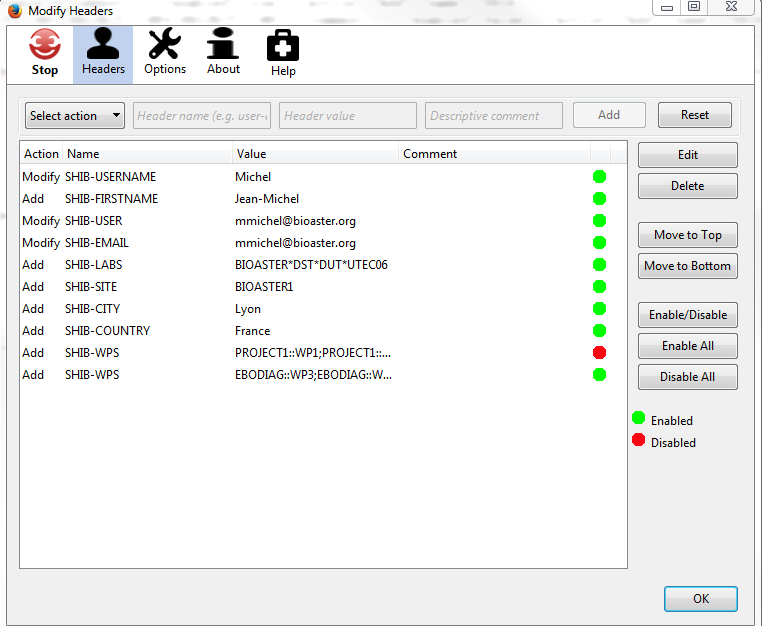 Modify Headers
Stop Headers Options About Help
Select action Header name (e.g. user- Header value Descriptive comment Add Reset
Action Name Value Comment
Modify SHIB-USERNAME Michel
Add SHIB-FIRSTNAME Jean-Michel
Modify SHIB-USER mmichel@bioaster.org
Modify SHIB-EMAIL mmichel@bioaster.org
Add SHIB-LABS BIOASTER*DST*DUT*UTEC06
Add SHIB-SITE BIOASTER1
Add SHIB-CITY Lyon
Add SHIB-COUNTRY France
Add SHIB-WPS PROJECT1::WP1;PROJECT1::...
Add SHIB-WPS EBODIAG::WP3;EBODIAG::W...
Edit
Delete
Move to Top
Move to Bottom
Enable/Disable
Enable All
Disable All
Enabled
Disabled
OK